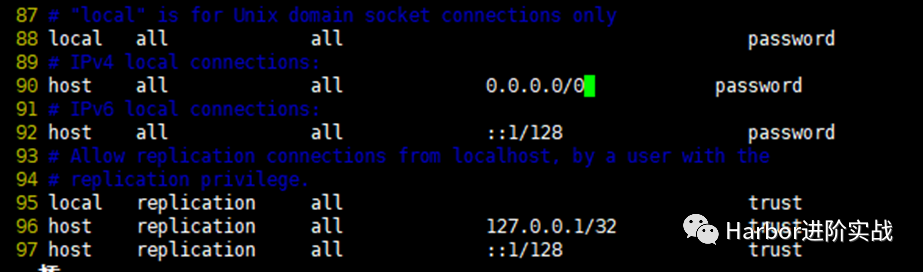 87 # "local" is for Unix domain socket connections only
88 local all all password
89 # IPv4 local connections:
90 host all all 0.0.0.0/0 password
91 # IPv6 local connections:
92 host all all ::1/128 password
93 # Allow replication connections from localhost, by a user with the
94 # replication privilege.
95 local replication all trust
96 host replication all 127.0.0.1/32 trust
97 host replication all ::1/128 trust
Harbor进阶实战